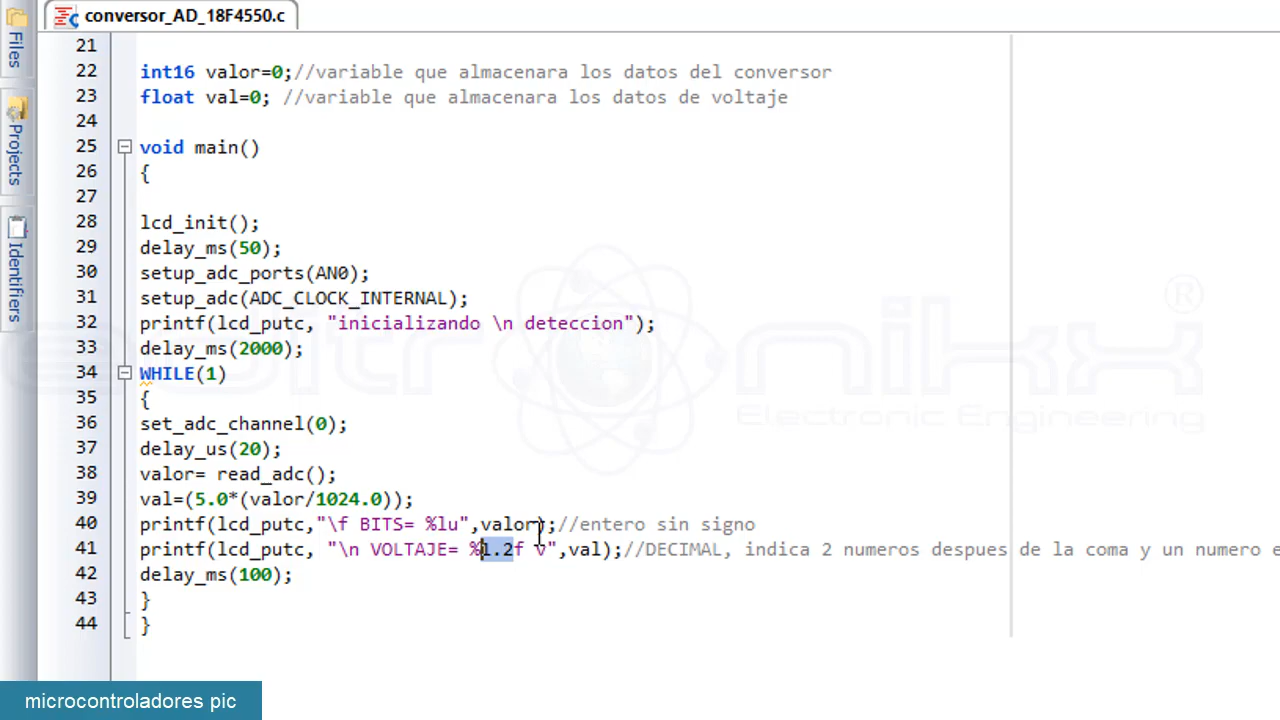 conversor_AD_18F4550.c
Files
Projects
Identifiers
21
22 int16 valor=0;//variable que almacenara los datos del conversor
23 float val=0; //variable que almacenara los datos de voltaje
24
25 void main()
26 {
27
28 lcd_init();
29 delay_ms(50);
30 setup_adc_ports(AN0);
31 setup_adc(ADC_CLOCK_INTERNAL);
32 printf(lcd_putc, "inicializando \n deteccion");
33 delay_ms(2000);
34 WHILE(1)
35 {
36 set_adc_channel(0);
37 delay_us(20);
38 valor= read_adc();
39 val=(5.0*(valor/1024.0));
40 printf(lcd_putc,"\f BITS= %lu",valor);//entero sin signo
41 printf(lcd_putc, "\n VOLTAJE= %1.2f v",val);//DECIMAL, indica 2 numeros despues de la coma y un numero e
42 delay_ms(100);
43 }
44 }
Electronic Engineering
®
microcontroladores pic